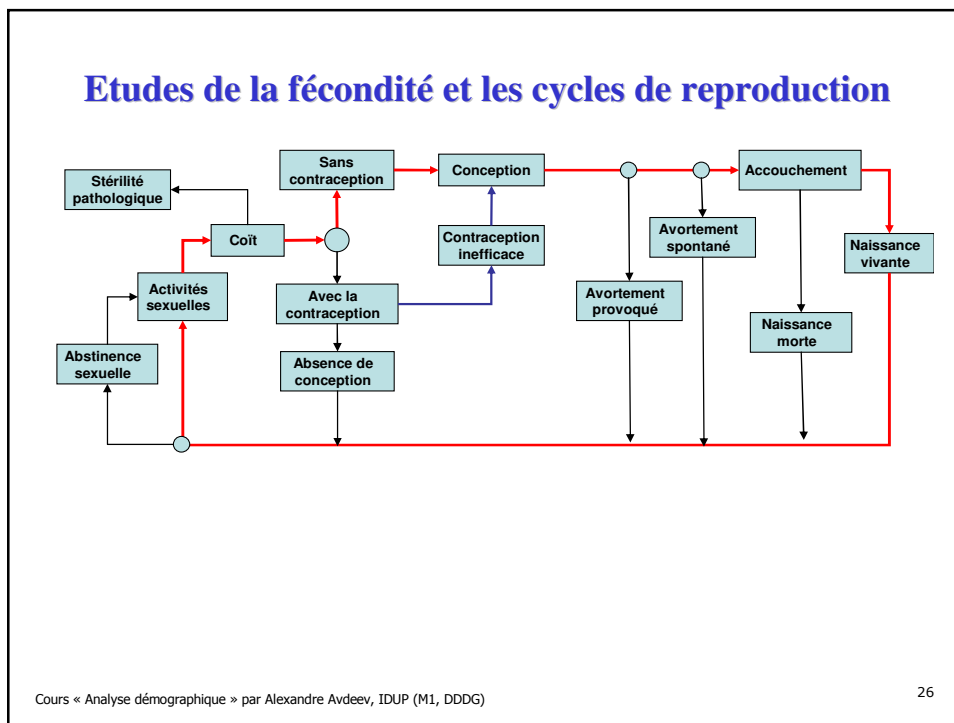 Etudes de la fécondité et les cycles de reproduction
Stérilité
pathologique
Coït
Activités
sexuelles
Abstinence
sexuelle
Sans
contraception
Avec la
contraception
Absence de
conception
Conception
Contraception
inefficace
Avortement
provoqué
Avortement
spontané
Accouchement
Naissance
morte
Naissance
vivante
Cours « Analyse démographique » par Alexandre Avdeev, IDUP (M1, DDDG)
26